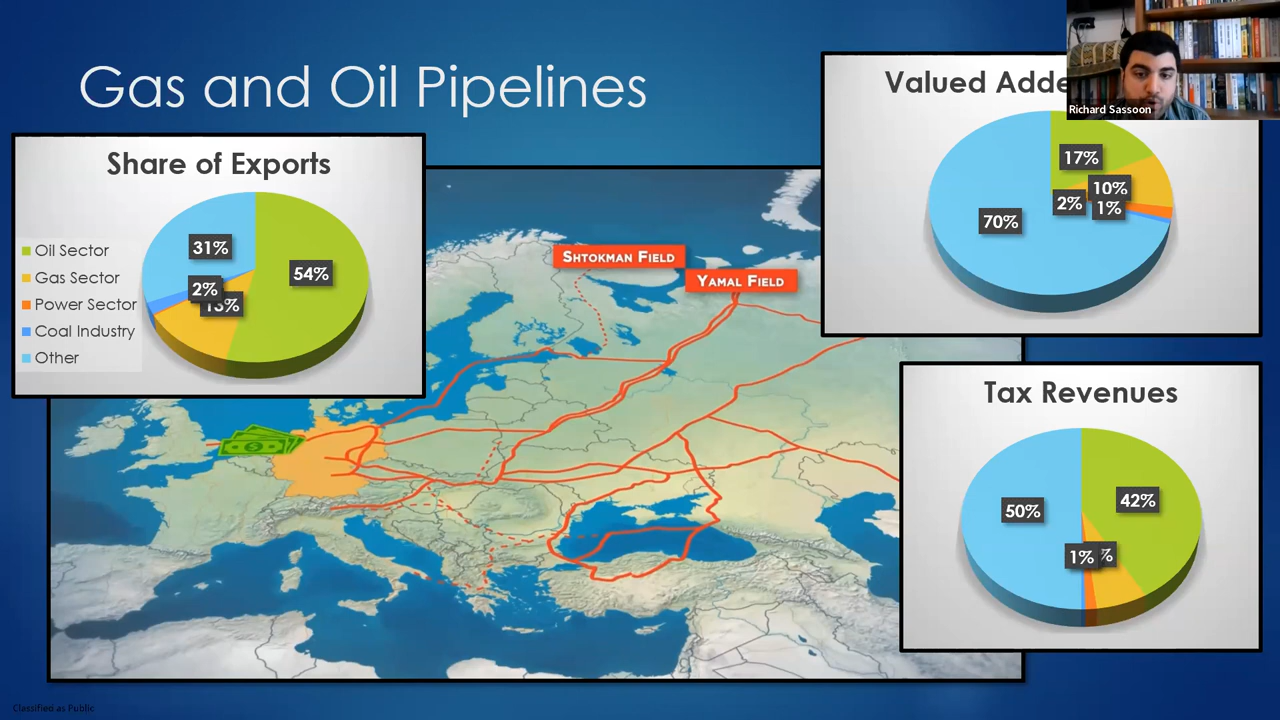 Gas and Oil Pipelines
Share of Exports
Oil Sector
Gas Sector
Power Sector
Coal Industry
Other
31%
54%
2%
13%
Shtokman Field
Yamal Field
Valued Adde
Richard Sassoon
17%
10%
2%
1%
70%
Tax Revenues
50%
42%
1%
%
Classified as Public